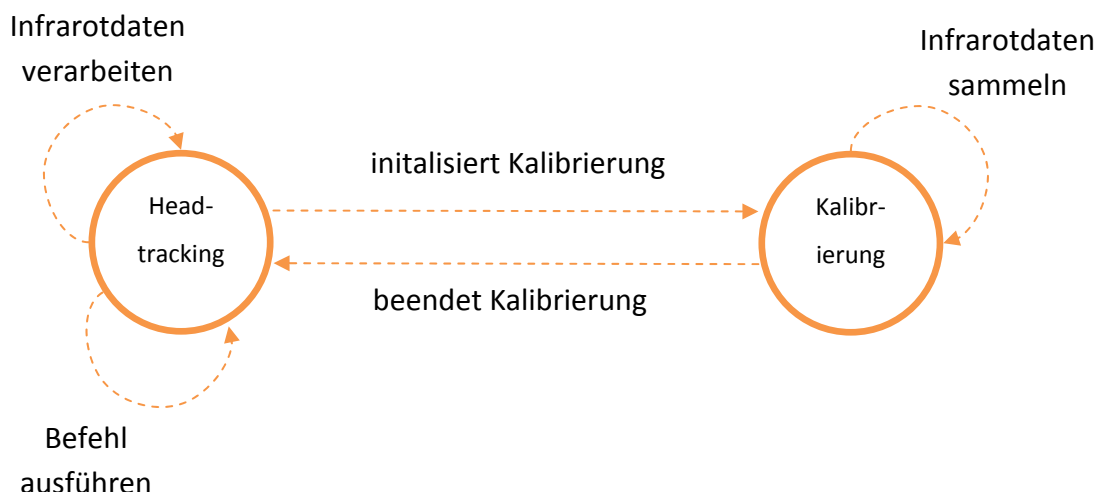 Infrarotdaten
verarbeiten
Infrarotdaten
sammeln
initalisiert Kalibrierung
Head-
tracking
Kalibr-
ierung
beendet Kalibrierung
Befehl
ausführen